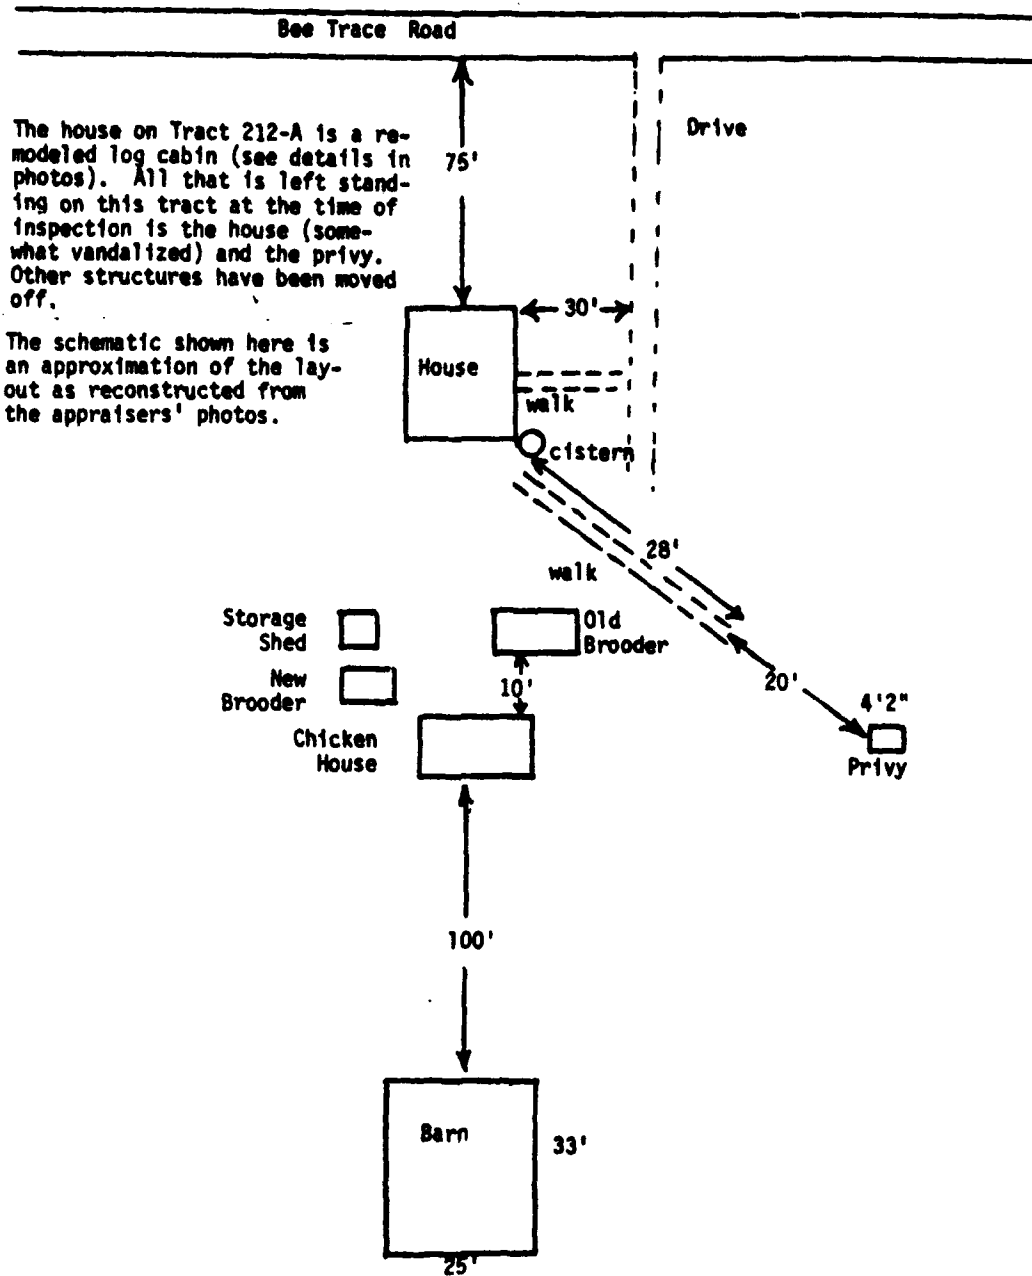 Bee Trace Road
Drive
The house on Tract 212-A is a re-
modeled log cabin (see details in
photos). All that is left stand-
ing on this tract at the time of
inspection is the house (some-
what vandalized) and the privy.
Other structures have been moved
off.
75'
30'
The schematic shown here is
an approximation of the lay-
out as reconstructed from
the appraisers' photos.
House
walk
cistern
28'
walk
Storage
Shed
Old
Brooder
New
Brooder
10'
20'
4'2"
Privy
Chicken
House
100'
Barn
33'
25'